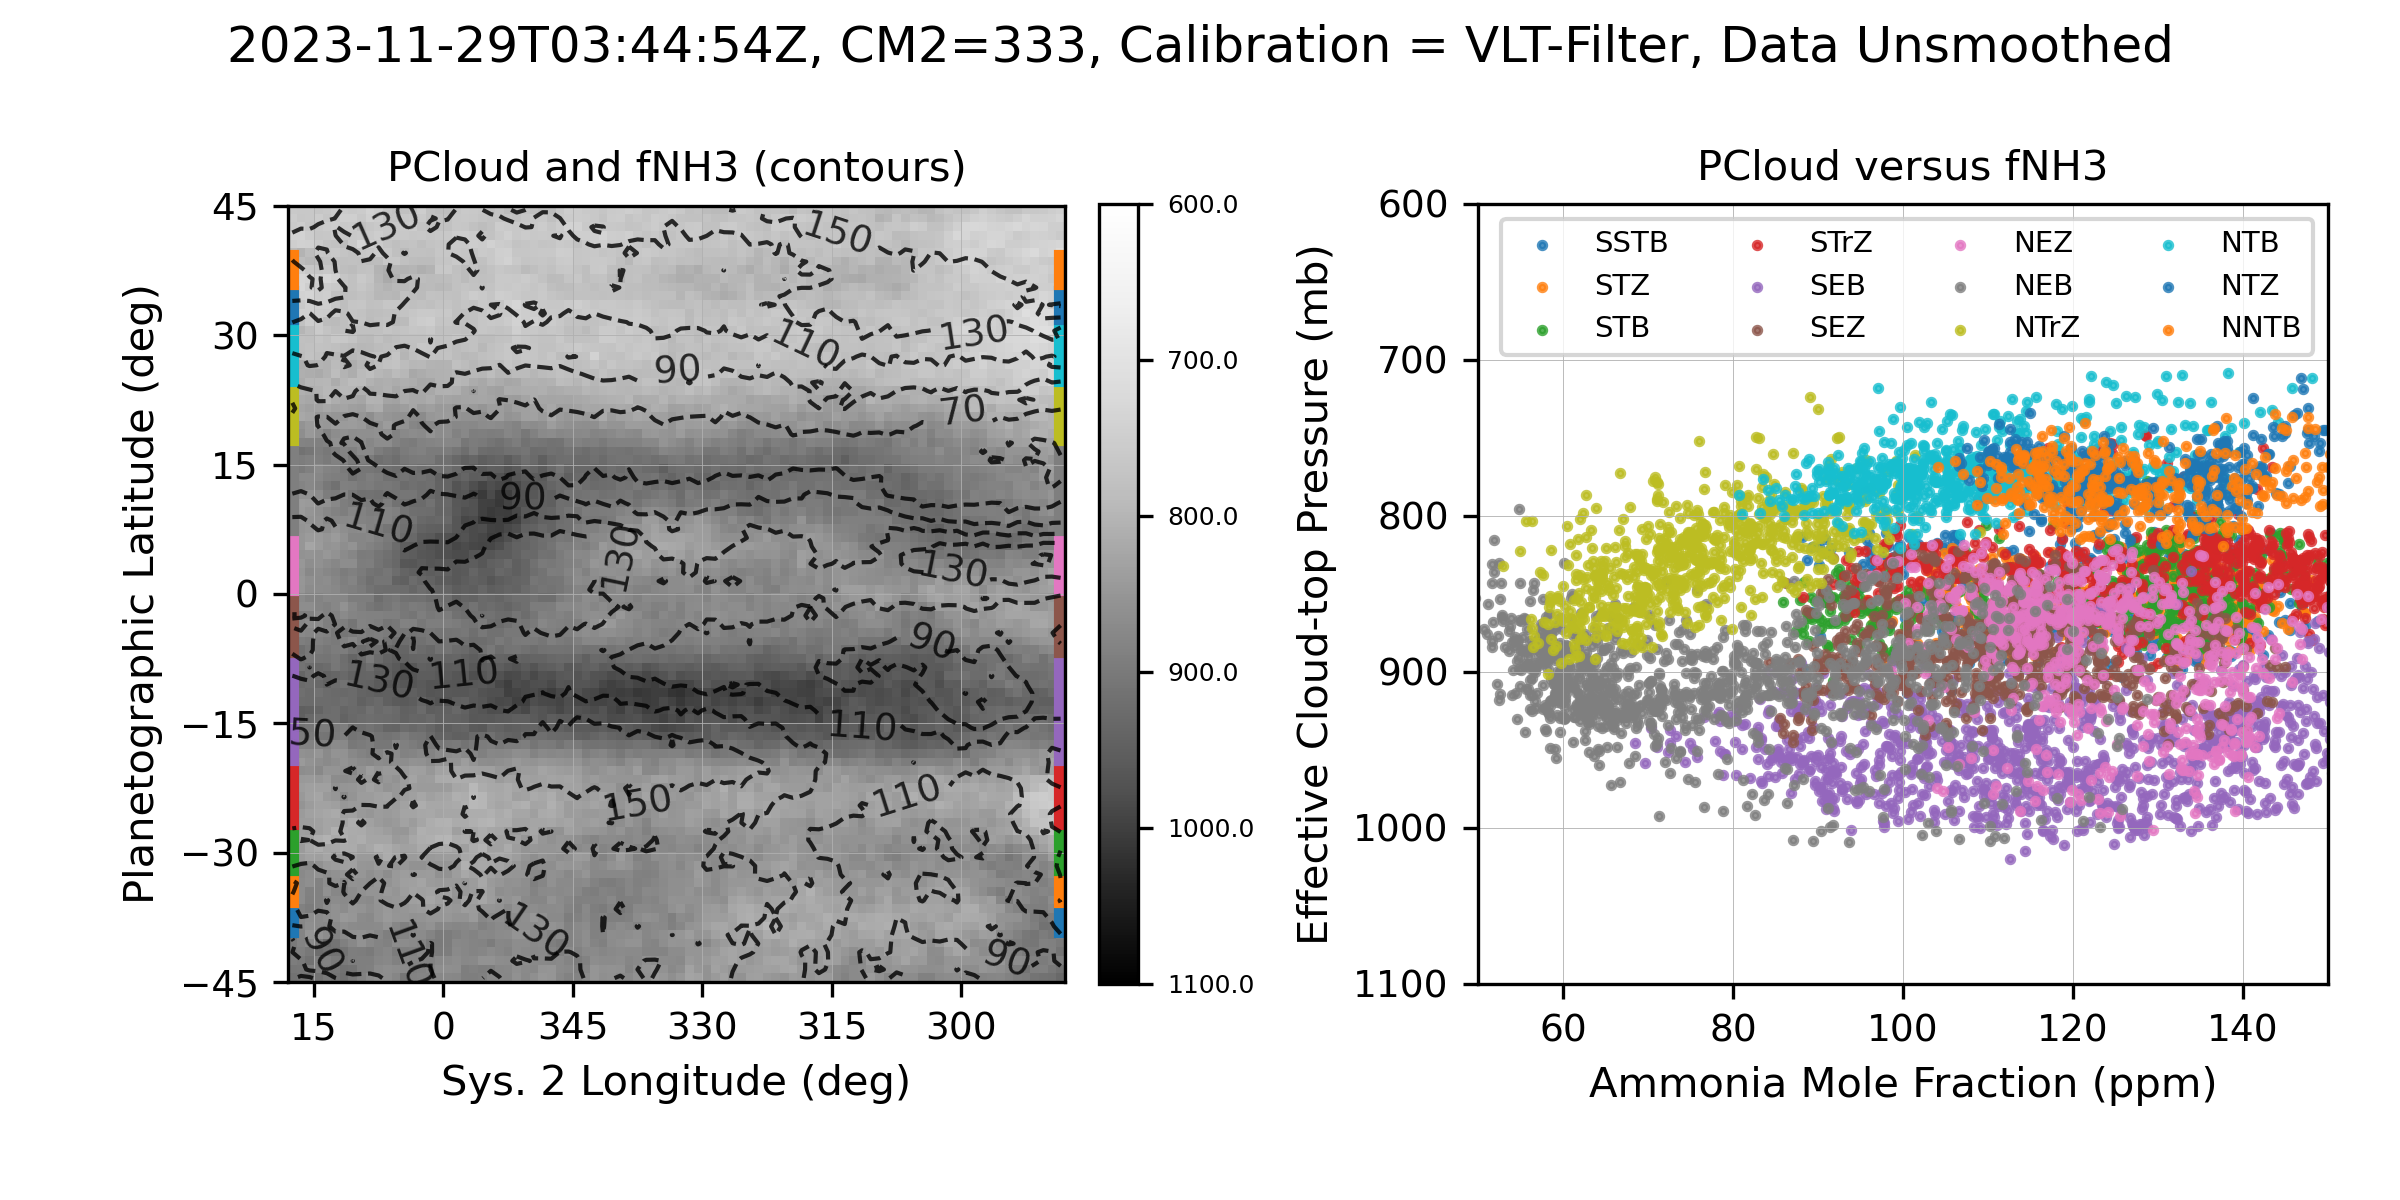 2023-11-29T03:44:54Z, CM2=333, Calibration = VLT-Filter, Data Unsmoothed
PCloud and fNH3 (contours)
Planetographic Latitude (deg)
45
30
15
0
−15
−30
−45
15
0
345
330
315
300
Sys. 2 Longitude (deg)
130
150
110
130
90
70
90
110
130
130
90
130
110
50
110
150
110
130
90
110
90
600.0
700.0
800.0
900.0
1000.0
1100.0
PCloud versus fNH3
Effective Cloud-top Pressure (mb)
600
700
800
900
1000
1100
SSTB
STrZ
NEZ
NTB
STZ
SEB
NEB
NTZ
STB
SEZ
NTrZ
NNTB
60
80
100
120
140
Ammonia Mole Fraction (ppm)